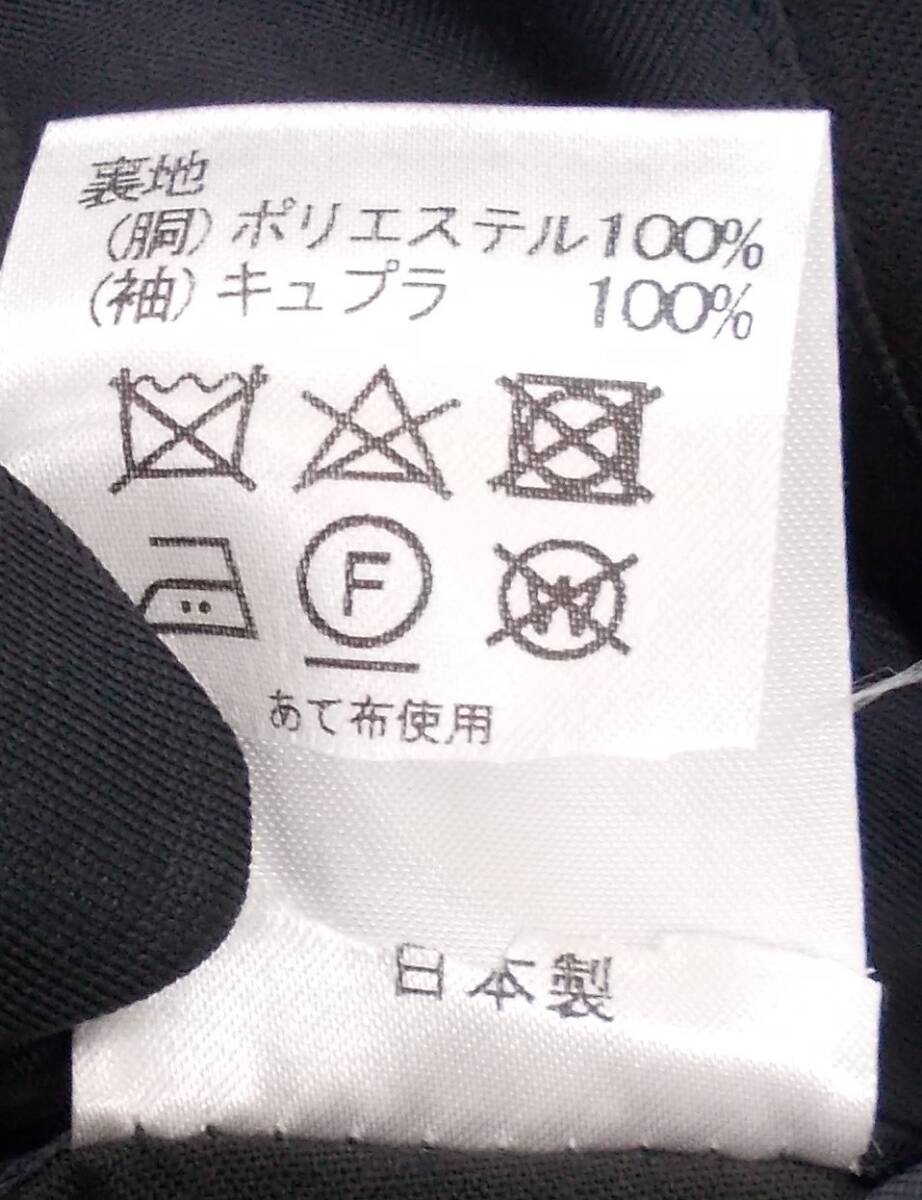 裏地
(胴) ポリエステル100%
(袖) キュプラ 100%
F
W
あて布使用
日本製